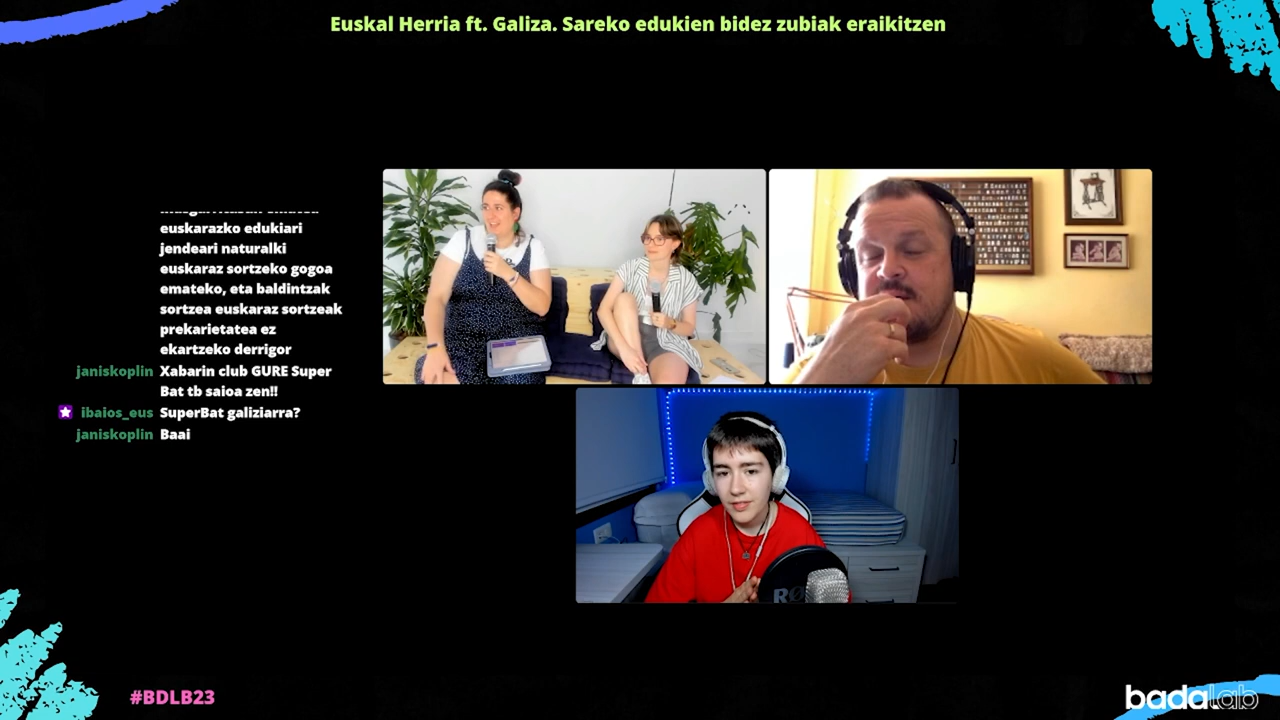 Euskal Herria ft. Galiza. Sareko edukien bidez zubiak eraikitzen
euskarazko edukiari
jendeari naturalki
euskaraz sortzeko gogoa
emateko, eta baldintzak
sortzea euskaraz sortzeak
prekarietatea ez
ekartzeko derrigor
janiskoplin Xabarin club GURE Super
Bat tb saioa zen!!
ibaios_eus SuperBat galiziarra?
janiskoplin Baai
RØ
#BDLB23
badalab